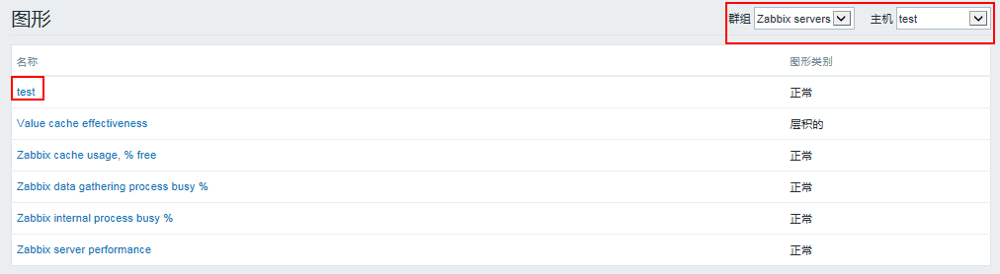 图形
群组 Zabbix servers 主机 test
名称 图形类别
test 正常
Value cache effectiveness 层积的
Zabbix cache usage, % free 正常
Zabbix data gathering process busy % 正常
Zabbix internal process busy % 正常
Zabbix server performance 正常